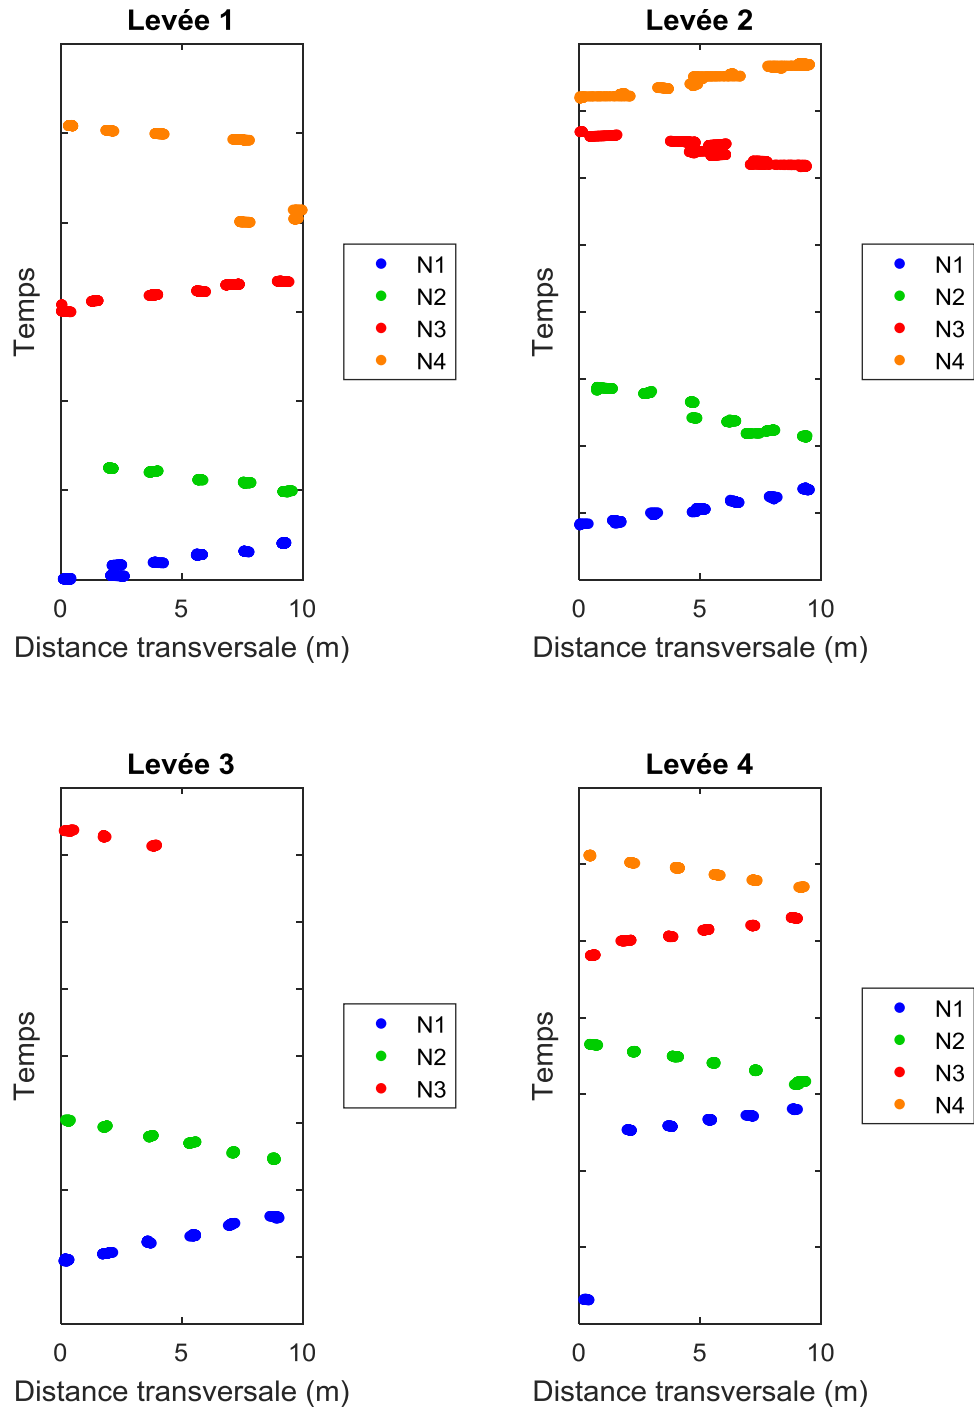 Levée 1
Temps
0 5 10
Distance transversale (m)
N1
N2
N3
N4
Levée 2
Temps
0 5 10
Distance transversale (m)
N1
N2
N3
N4
Levée 3
Temps
0 5 10
Distance transversale (m)
N1
N2
N3
Levée 4
Temps
0 5 10
Distance transversale (m)
N1
N2
N3
N4